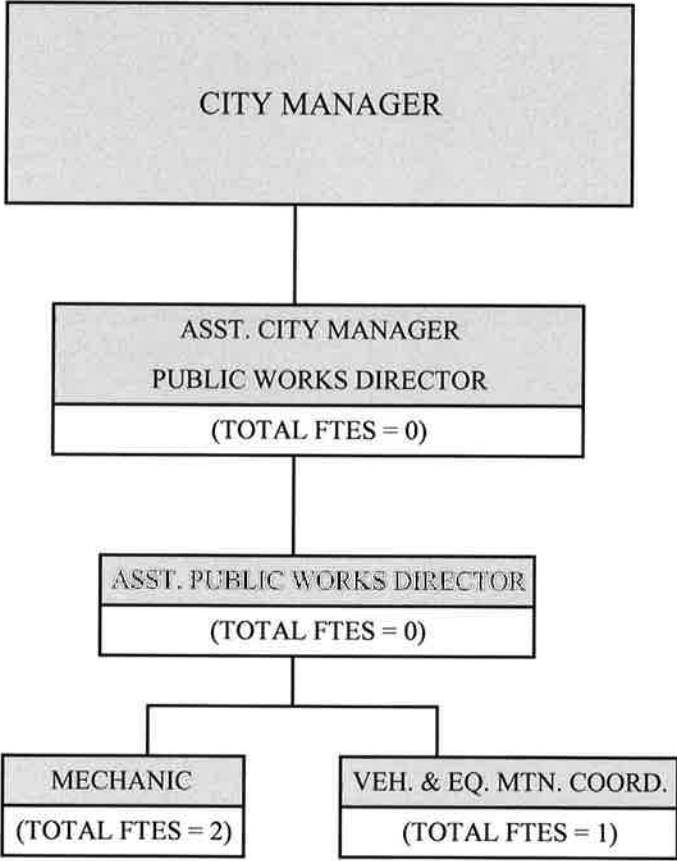 CITY MANAGER
ASST. CITY MANAGER
PUBLIC WORKS DIRECTOR
(TOTAL FTES = 0)
ASST. PUBLIC WORKS DIRECTOR
(TOTAL FTES = 0)
MECHANIC
(TOTAL FTES = 2)
VEH. & EQ. MTN. COORD.
(TOTAL FTES = 1)